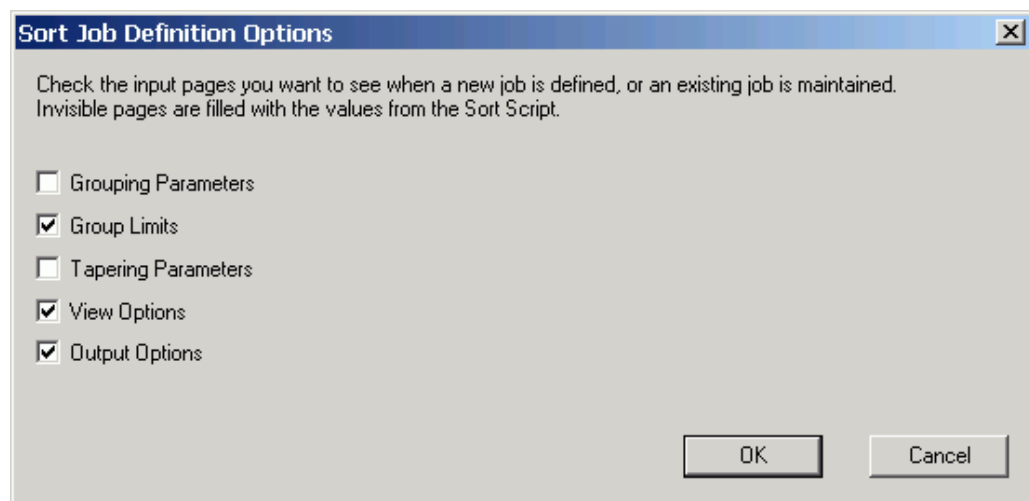 Sort Job Definition Options
Check the input pages you want to see when a new job is defined, or an existing job is maintained.
Invisible pages are filled with the values from the Sort Script.
Grouping Parameters
Group Limits
Tapering Parameters
View Options
Output Options
OK
Cancel